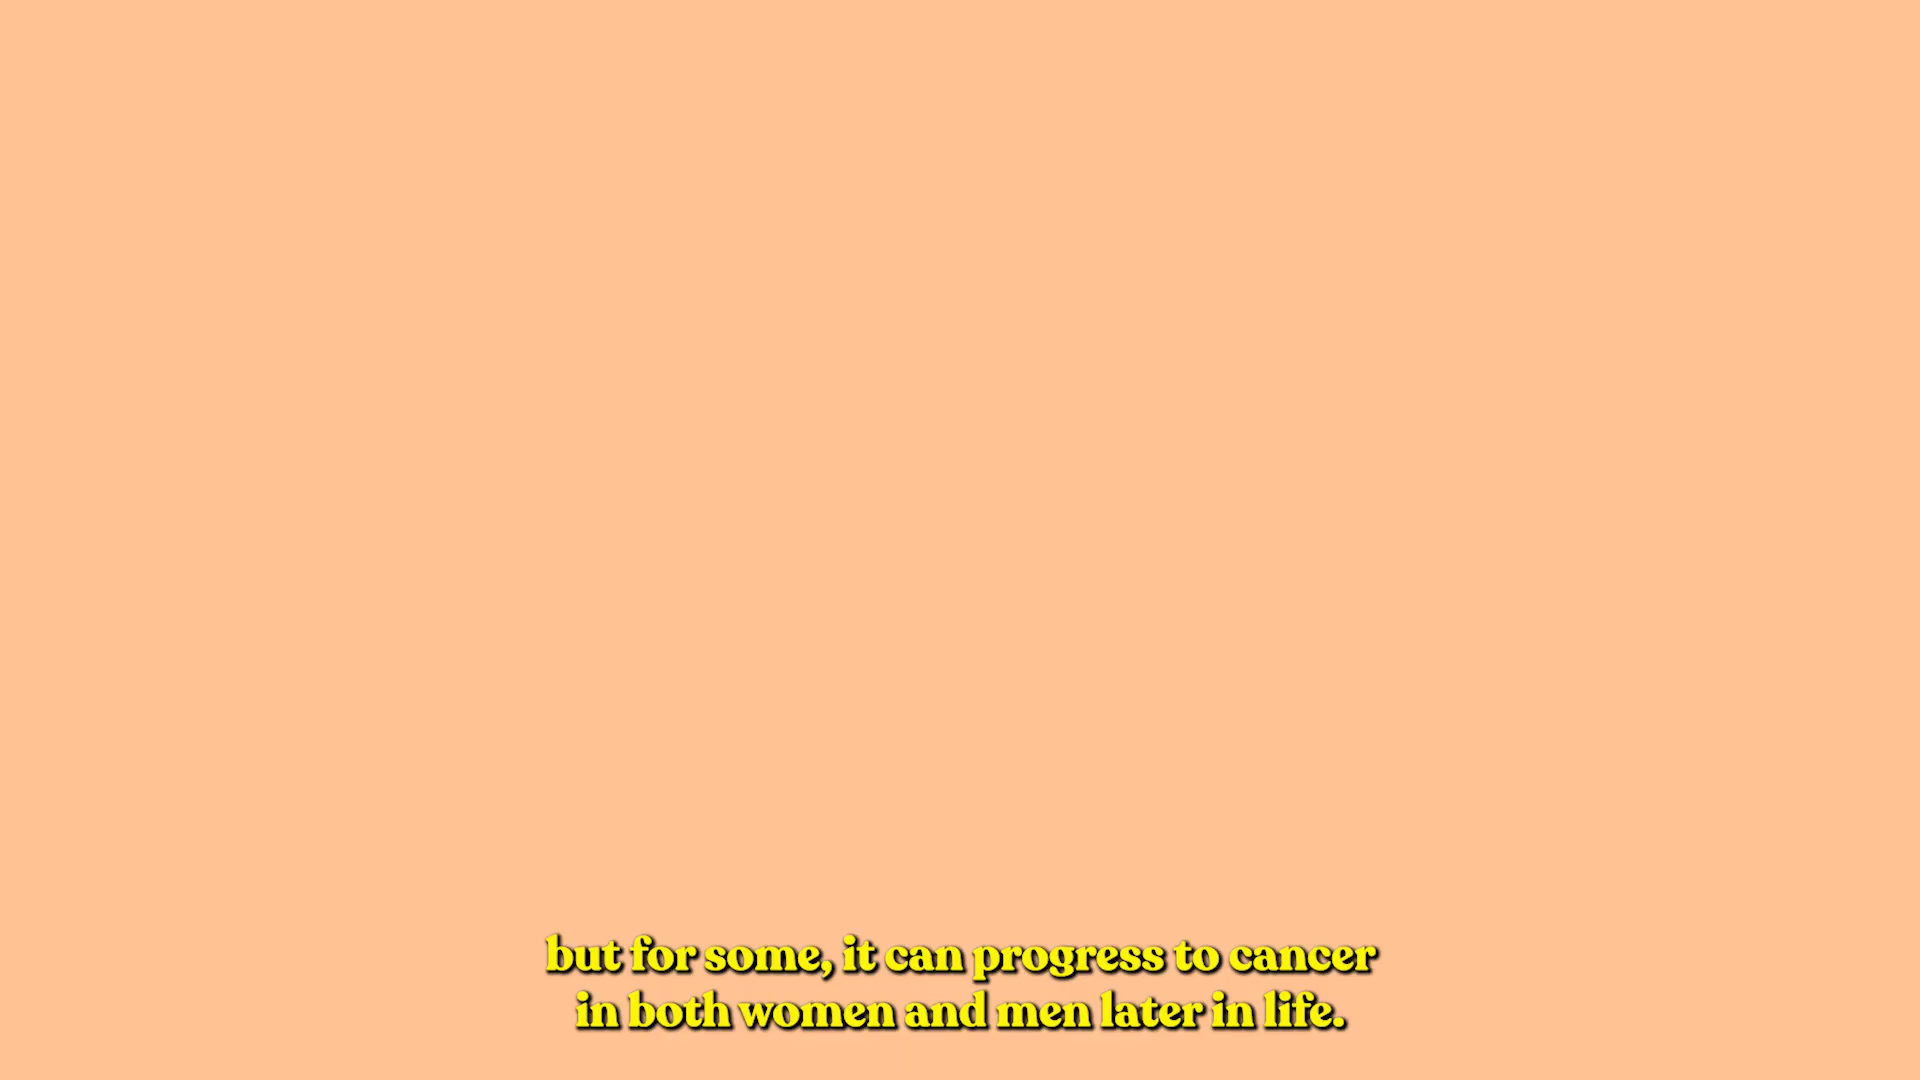 but for some, it can progress to cancer
in both women and men later in life.